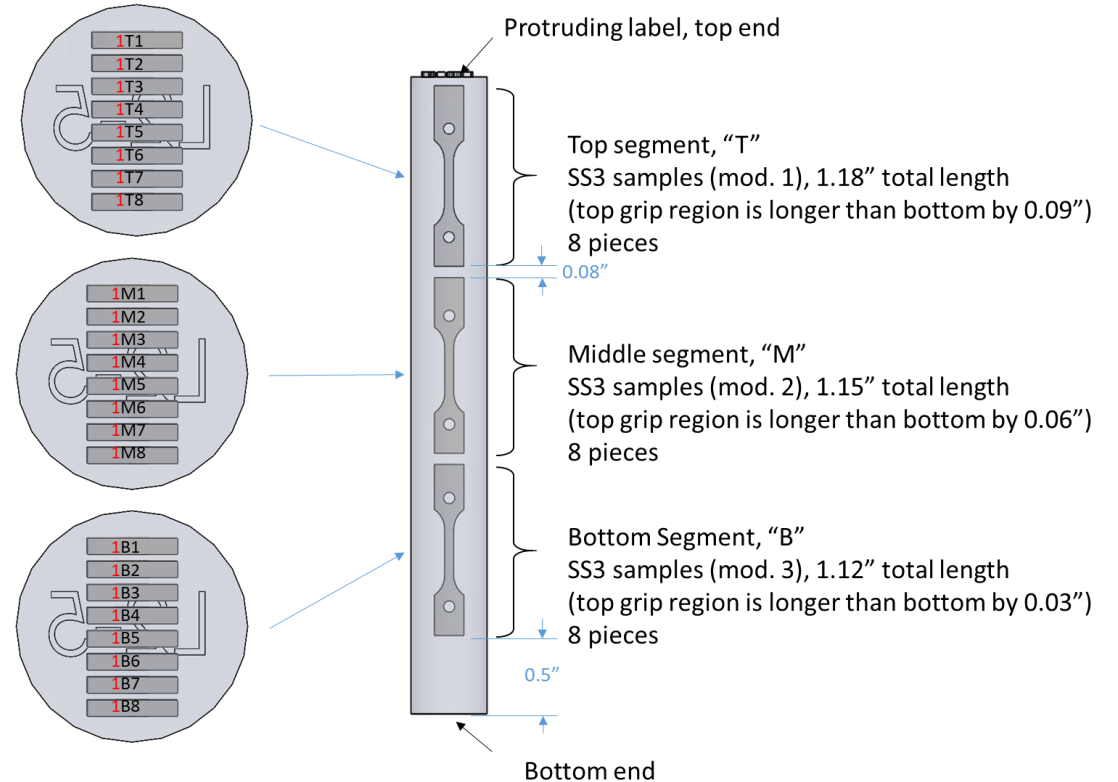 Protruding label, top end
1T1
1T2
1T3
1T4
1T5
1T6
1T7
1T8
Top segment, “T”
SS3 samples (mod. 1), 1.18” total length
(top grip region is longer than bottom by 0.09”)
8 pieces
0.08”
1M1
1M2
1M3
1M4
1M5
1M6
1M7
1M8
Middle segment, “M”
SS3 samples (mod. 2), 1.15” total length
(top grip region is longer than bottom by 0.06”)
8 pieces
1B1
1B2
1B3
1B4
1B5
1B6
1B7
1B8
Bottom Segment, “B”
SS3 samples (mod. 3), 1.12” total length
(top grip region is longer than bottom by 0.03”)
8 pieces
0.5”
Bottom end